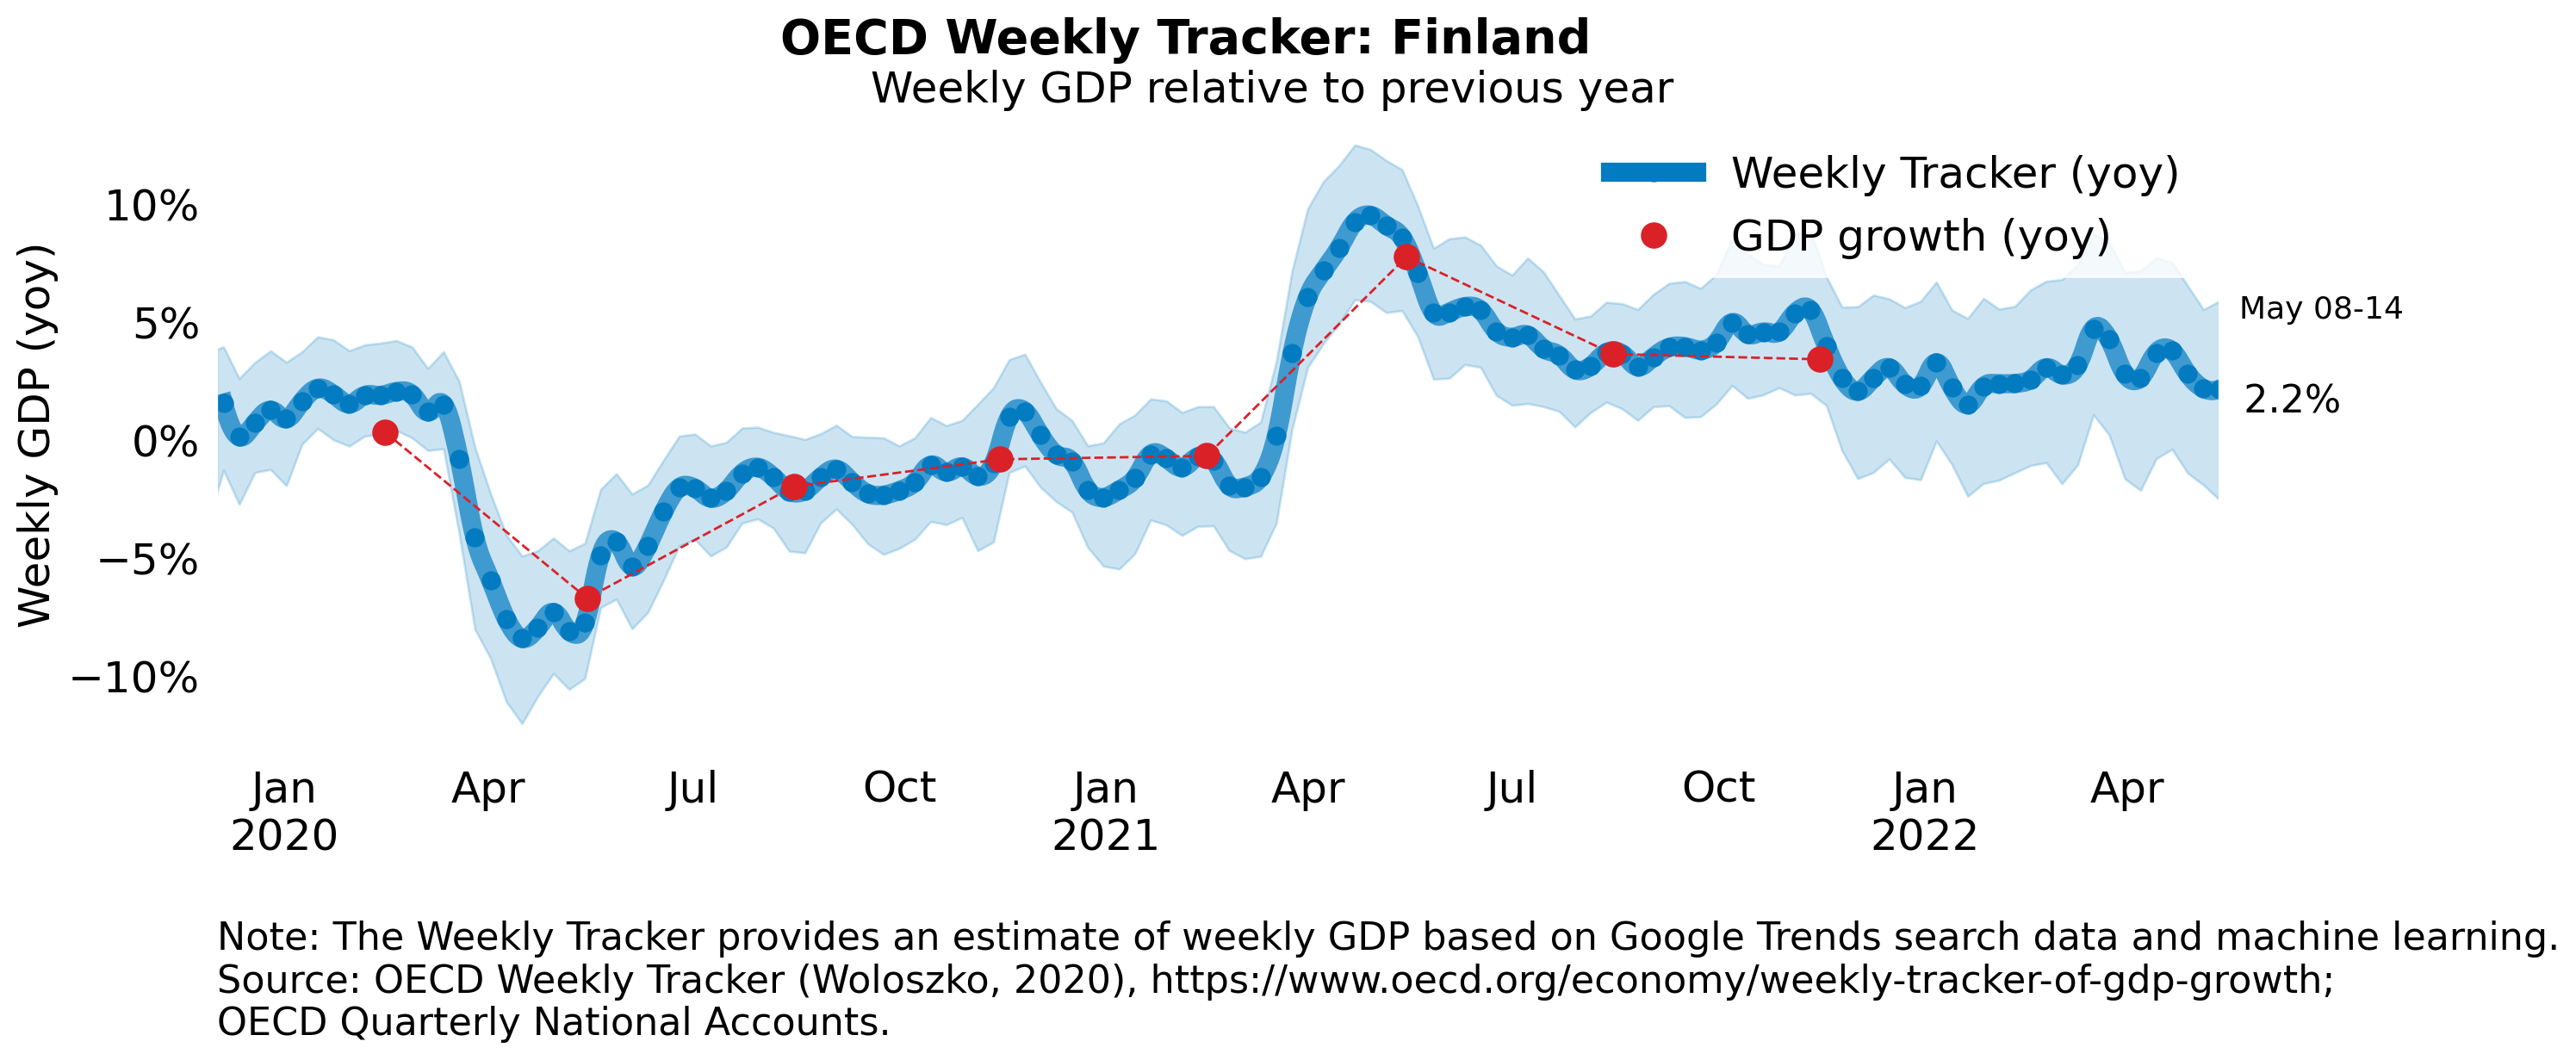 OECD Weekly Tracker: Finland
Weekly GDP relative to previous year
Weekly Tracker (yoy)
GDP growth (yoy)
Weekly GDP (yoy)
10%
5%
0%
−5%
−10%
May 08-14
2.2%
Jan Apr Jul Oct Jan Apr Jul Oct Jan Apr
2020 2021 2022
Note: The Weekly Tracker provides an estimate of weekly GDP based on Google Trends search data and machine learning.
Source: OECD Weekly Tracker (Woloszko, 2020), https://www.oecd.org/economy/weekly-tracker-of-gdp-growth;
OECD Quarterly National Accounts.